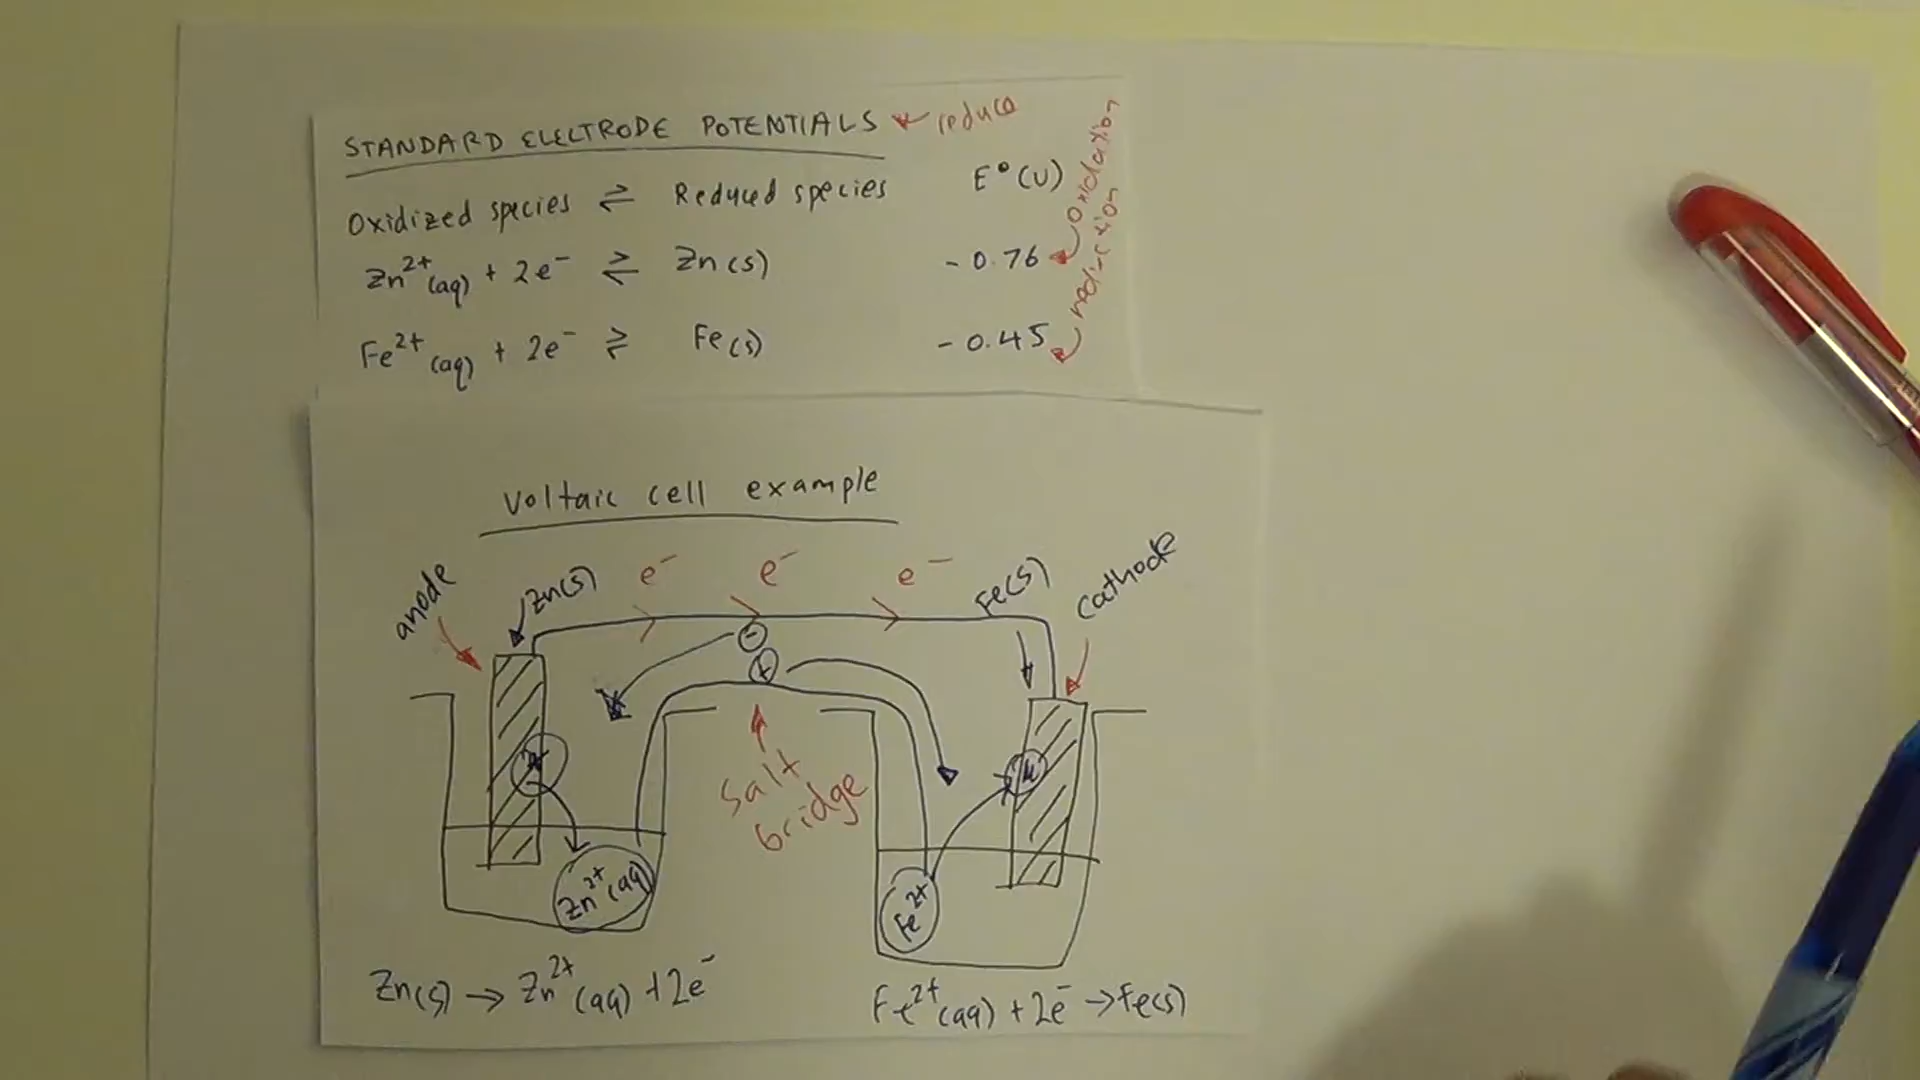 STANDARD ELECTRODE POTENTIALS reduce
Oxidized species ⇌ Reduced species E°(V)
Zn²⁺(aq) + 2e⁻ ⇌ Zn(s) -0.76 oxidation
Fe²⁺(aq) + 2e⁻ ⇌ Fe(s) -0.45 reduction
Voltaic cell example
anode Zn(s) e⁻ e⁻ e⁻ Fe(s) cathode
-
+
salt
bridge
Zn²⁺(aq) Fe²⁺
Zn(s) → Zn²⁺(aq) + 2e⁻ Fe²⁺(aq) + 2e⁻ → Fe(s)